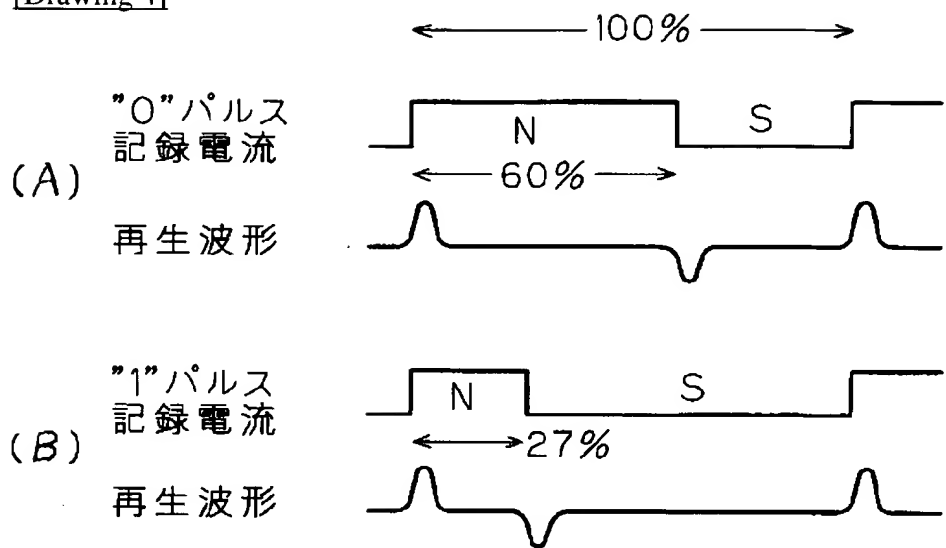 [Drawing 4]
100%
"0"パルス
記録電流
N
S
(A)
60%
再生波形
"1"パルス
記録電流
N
S
(B)
27%
再生波形